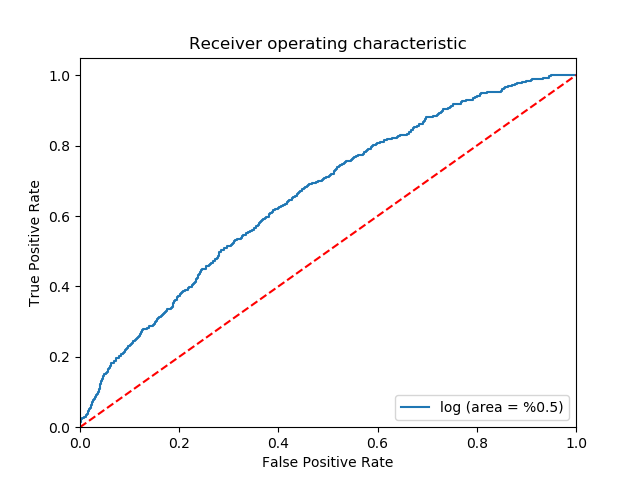 Receiver operating characteristic
True Positive Rate
1.0
0.8
0.6
0.4
0.2
0.0
0.0 0.2 0.4 0.6 0.8 1.0
False Positive Rate
log (area = %0.5)